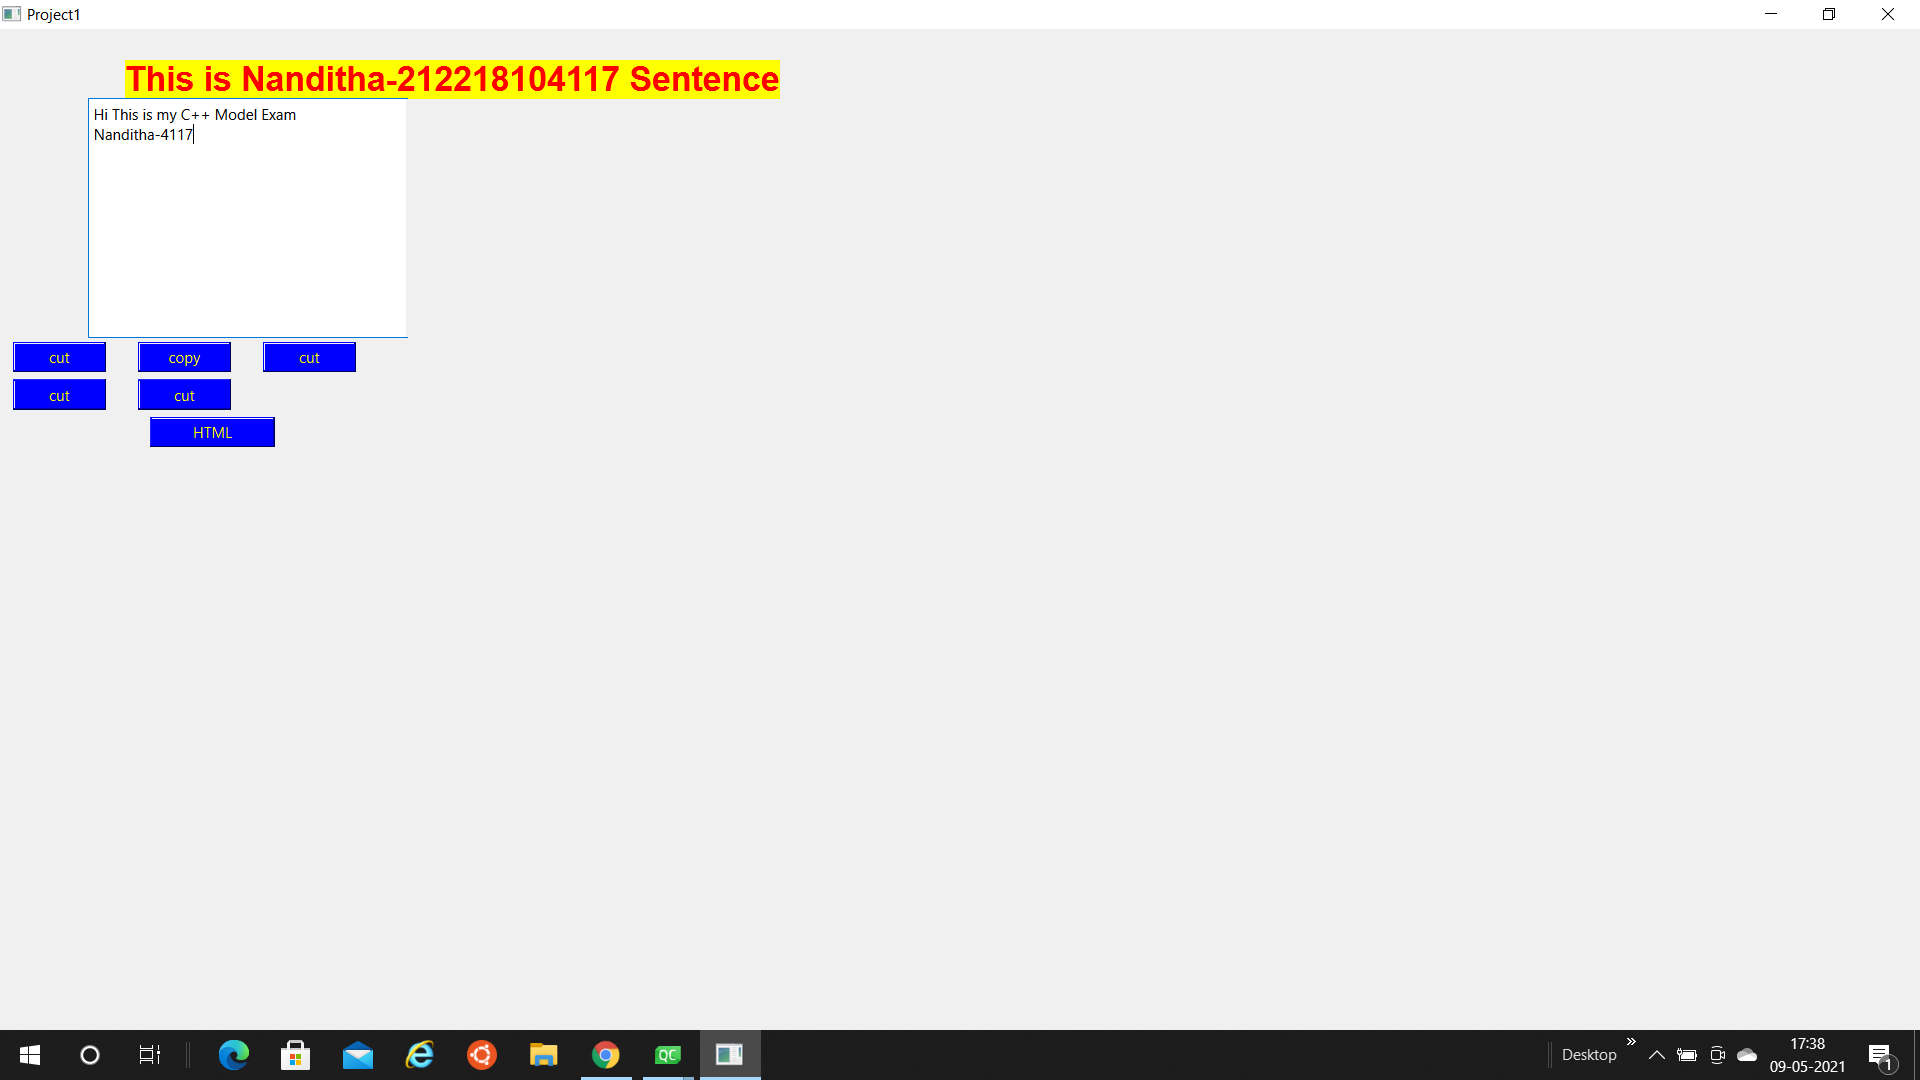 Project1
This is Nanditha-212218104117 Sentence
Hi This is my C++ Model Exam
Nanditha-4117
cut copy cut
cut cut
HTML
QC
Desktop
17:38
09-05-2021
1